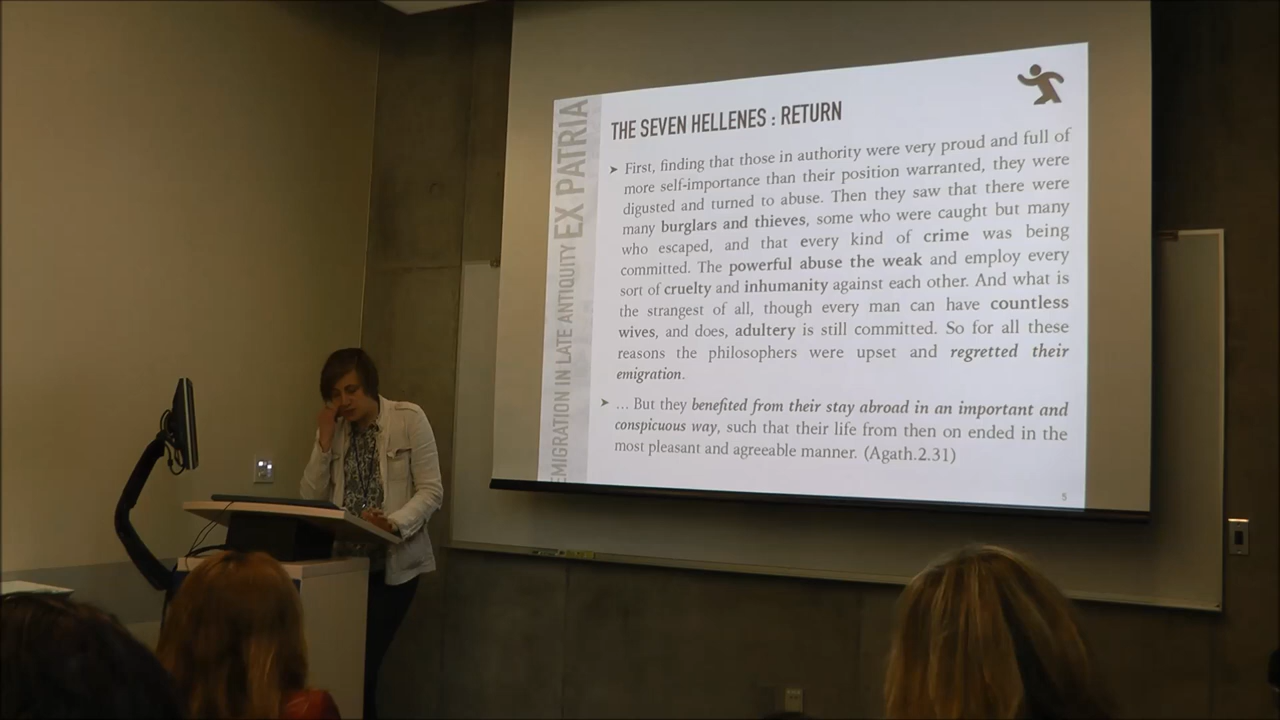 EMIGRATION IN LATE ANTIQUITY EX PATRIA
THE SEVEN HELLENES : RETURN
➤ First, finding that those in authority were very proud and full of
more self-importance than their position warranted, they were
digusted and turned to abuse. Then they saw that there were
many burglars and thieves, some who were caught but many
who escaped, and that every kind of crime was being
committed. The powerful abuse the weak and employ every
sort of cruelty and inhumanity against each other. And what is
the strangest of all, though every man can have countless
wives, and does, adultery is still committed. So for all these
reasons the philosophers were upset and regretted their
emigration.
➤ ... But they benefited from their stay abroad in an important and
conspicuous way, such that their life from then on ended in the
most pleasant and agreeable manner. (Agath.2.31)
5